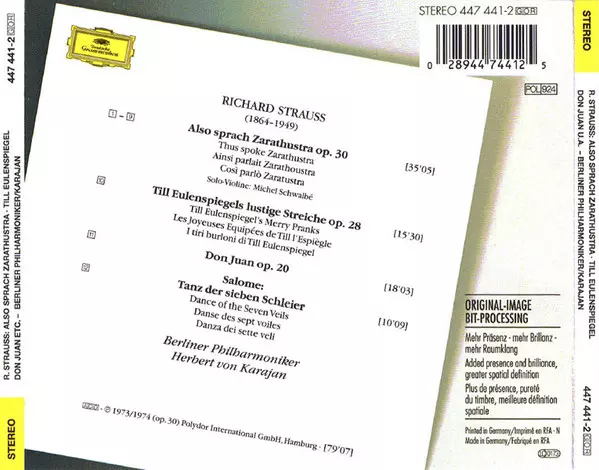 STEREO 447 441-2 GOR
Deutsche
Grammophon
0 28944 74412 5
POL 924
RICHARD STRAUSS
(1864-1949)
1 - 9
Also sprach Zarathustra op. 30
[35'05]
Thus spoke Zarathustra
Ainsi parlait Zarathoustra
Così parlò Zaratustra
Solo-Violine: Michel Schwalbé
10
Till Eulenspiegels lustige Streiche op. 28
[15'30]
Till Eulenspiegel's Merry Pranks
Les Joyeuses Equipées de Till l'Espiègle
I tiri burloni di Till Eulenspiegel
11
Don Juan op. 20
[18'03]
12
Salome:
Tanz der sieben Schleier
[10'09]
Dance of the Seven Veils
Danse des sept voiles
Danza dei sette veli
Berliner Philharmoniker
Herbert von Karajan
ADD · ℗ 1973/1974 (op. 30) Polydor International GmbH, Hamburg · [79'07]
ORIGINAL-IMAGE
BIT-PROCESSING
Mehr Präsenz - mehr Brillanz -
mehr Raumklang
Added presence and brilliance,
greater spatial definition
Plus de présence, pureté
du timbre, meilleure définition
spatiale
Printed in Germany/Imprimé en RFA - N
Made in Germany/Fabriqué en RFA
STEREO
447 441-2 GOR
R. STRAUSS: ALSO SPRACH ZARATHUSTRA · TILL EULENSPIEGEL
DON JUAN ETC. – BERLINER PHILHARMONIKER/KARAJAN
STEREO
R. STRAUSS: ALSO SPRACH ZARATHUSTRA · TILL EULENSPIEGEL
DON JUAN U.A. – BERLINER PHILHARMONIKER/KARAJAN
447 441-2 GOR